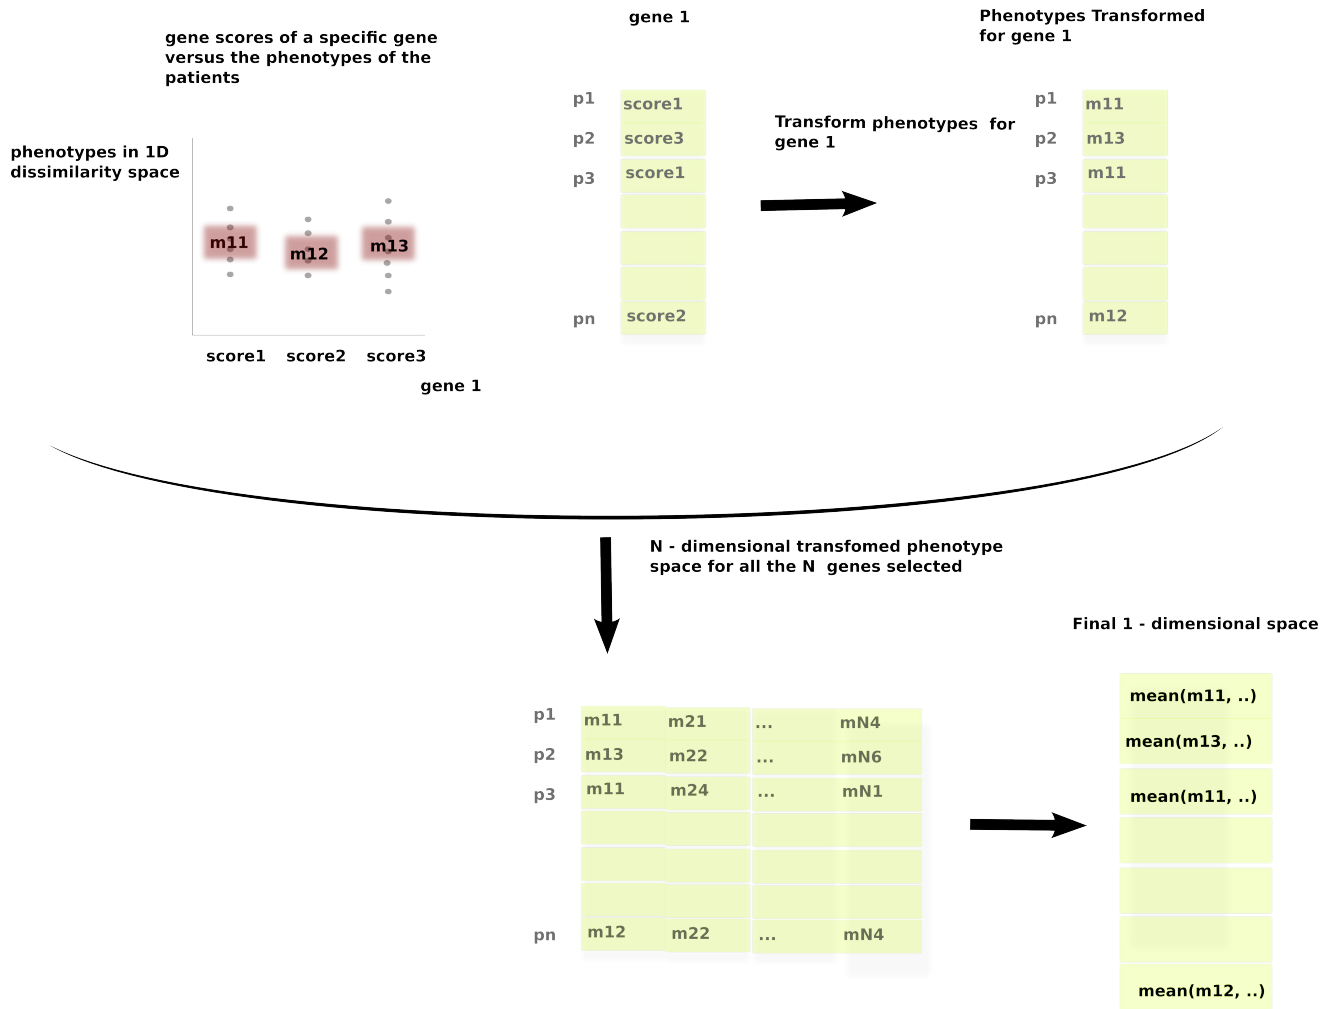 gene scores of a specific gene
versus the phenotypes of the
patients
phenotypes in 1D
dissimilarity space
m11
m12
m13
score1 score2 score3
gene 1
gene 1
p1 score1
p2 score3
p3 score1
pn score2
Transform phenotypes for
gene 1
Phenotypes Transformed
for gene 1
p1 m11
p2 m13
p3 m11
pn m12
N - dimensional transfomed phenotype
space for all the N genes selected
p1 m11 m21 ... mN4
p2 m13 m22 ... mN6
p3 m11 m24 ... mN1
pn m12 m22 ... mN4
Final 1 - dimensional space
mean(m11, ..)
mean(m13, ..)
mean(m11, ..)
mean(m12, ..)